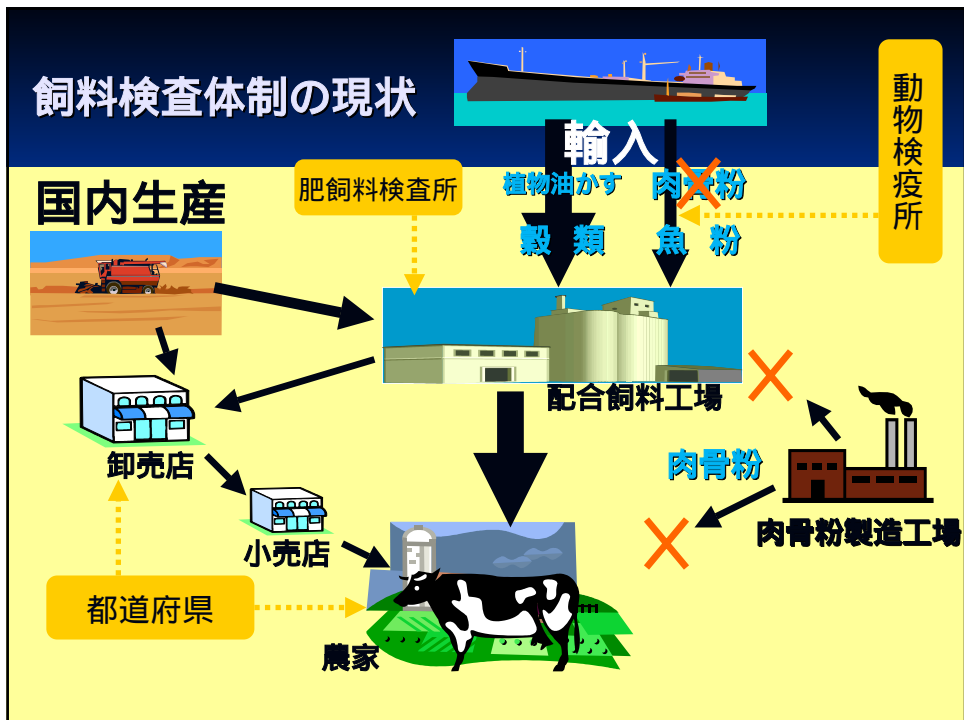 飼料検査体制の現状
動物検疫所
輸入
肥飼料検査所
植物油かす
肉骨粉
国内生産
穀類
魚粉
配合飼料工場
肉骨粉
卸売店
肉骨粉製造工場
小売店
都道府県
農家